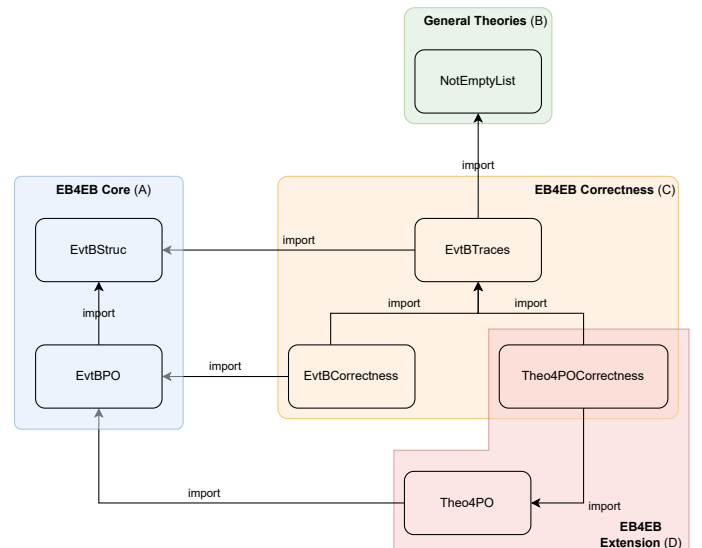 General Theories (B)
NotEmptyList
import
EB4EB Core (A)
EB4EB Correctness (C)
EvtBStruc
import
EvtBTraces
import
import
import
EvtBPO
import
EvtBCorrectness
Theo4POCorrectness
import
Theo4PO
import
EB4EB
Extension (D)